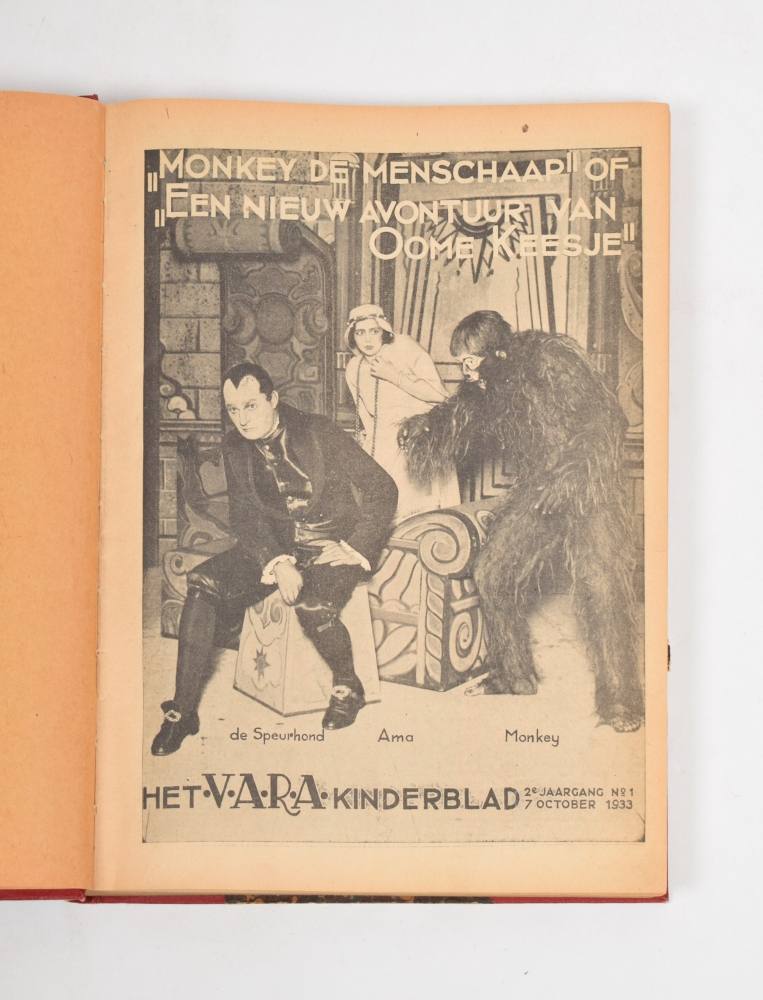 "MONKEY DE MENSCHAAP" OF
"EEN NIEUW AVONTUUR VAN
OOME KEESJE"
de Speurhond Ama Monkey
HET·V·A·R·A·KINDERBLAD 2e JAARGANG No 1
7 OCTOBER 1933